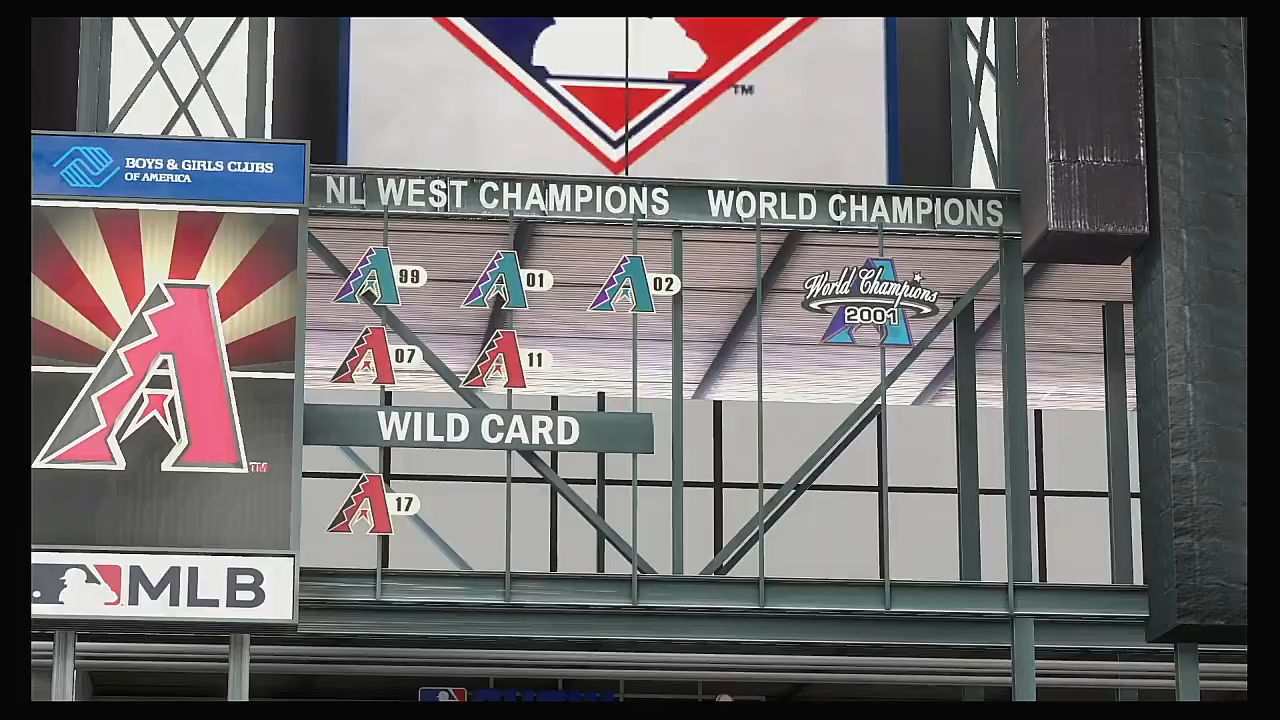 TM
BOYS & GIRLS CLUBS
OF AMERICA
NL WEST CHAMPIONS WORLD CHAMPIONS
99 01 02
World Champions
2001
07 11
WILD CARD
TM
17
MLB